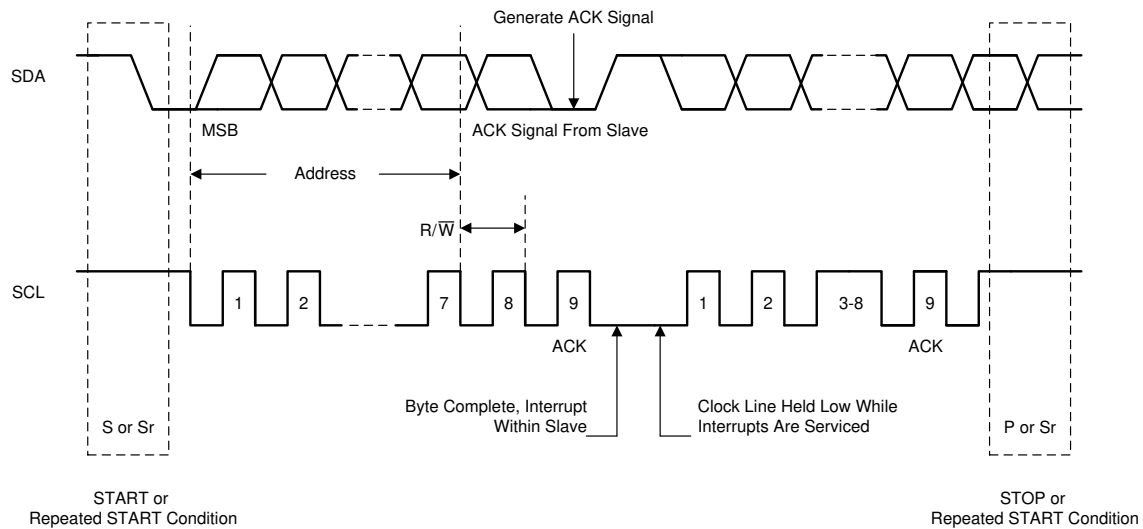 Generate ACK Signal
SDA
MSB
ACK Signal From Slave
Address
R/W̅
SCL
1
2
7
8
9
1
2
3-8
9
ACK
ACK
Byte Complete, Interrupt
Within Slave
Clock Line Held Low While
Interrupts Are Serviced
S or Sr
P or Sr
START or
Repeated START Condition
STOP or
Repeated START Condition